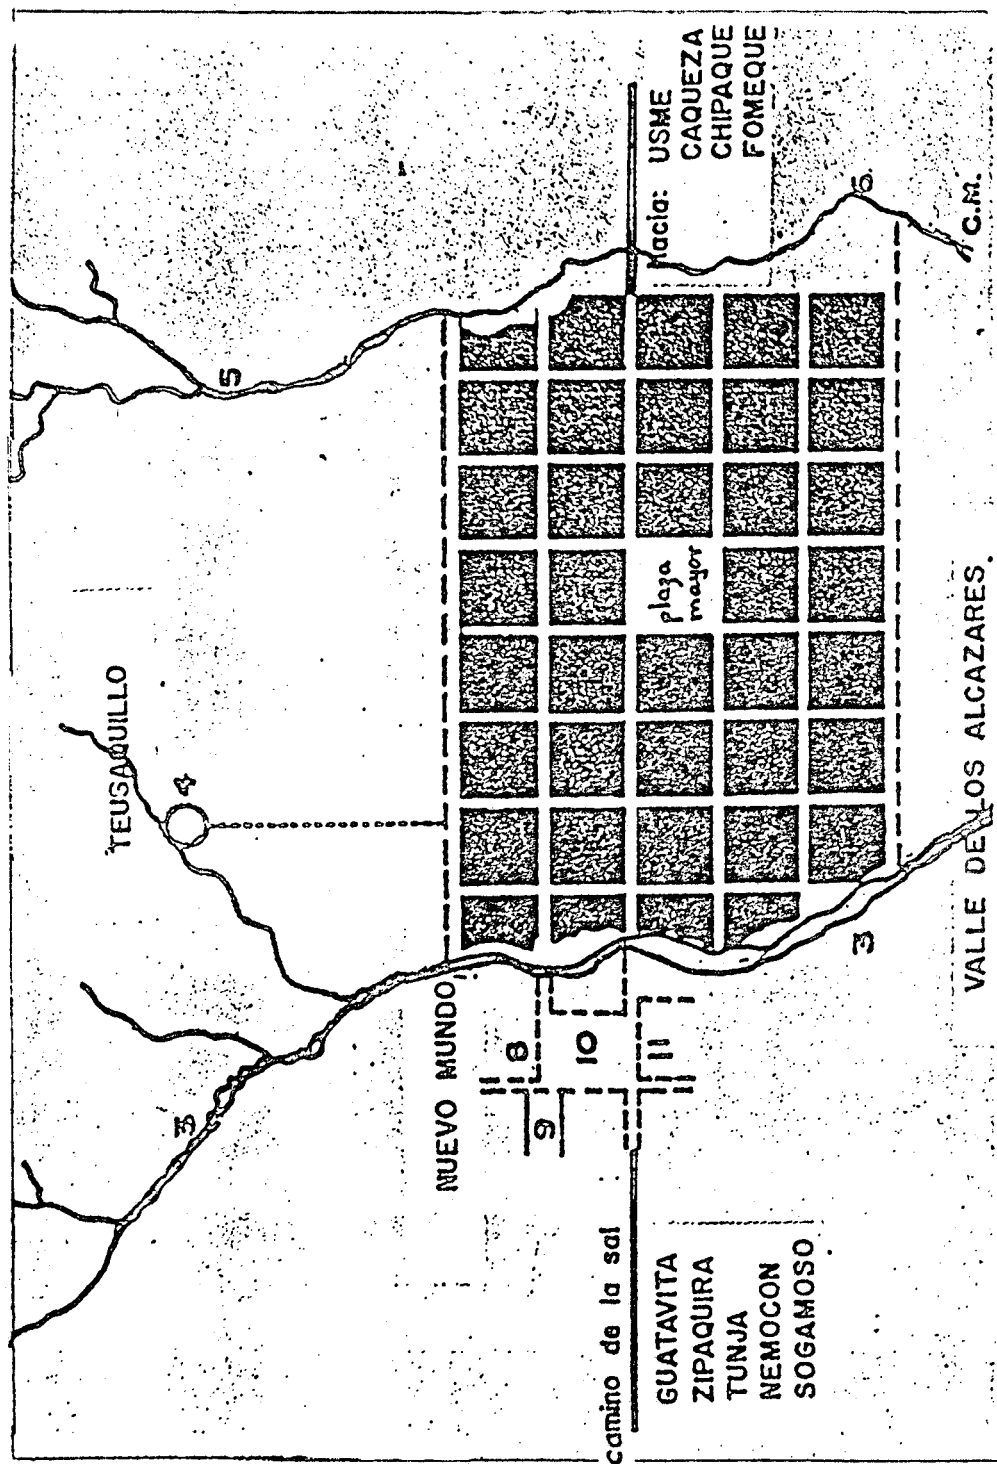 TEUSAQUILLO
4
3
5
NUEVO MUNDO
8
9
10
11
plaza
mayor
camino de la sal
GUATAVITA
ZIPAQUIRA
TUNJA
NEMOCON
SOGAMOSO
Hacia: USME
CAQUEZA
CHIPAQUE
FOMEQUE
3
VALLE DE LOS ALCAZARES
C.M.